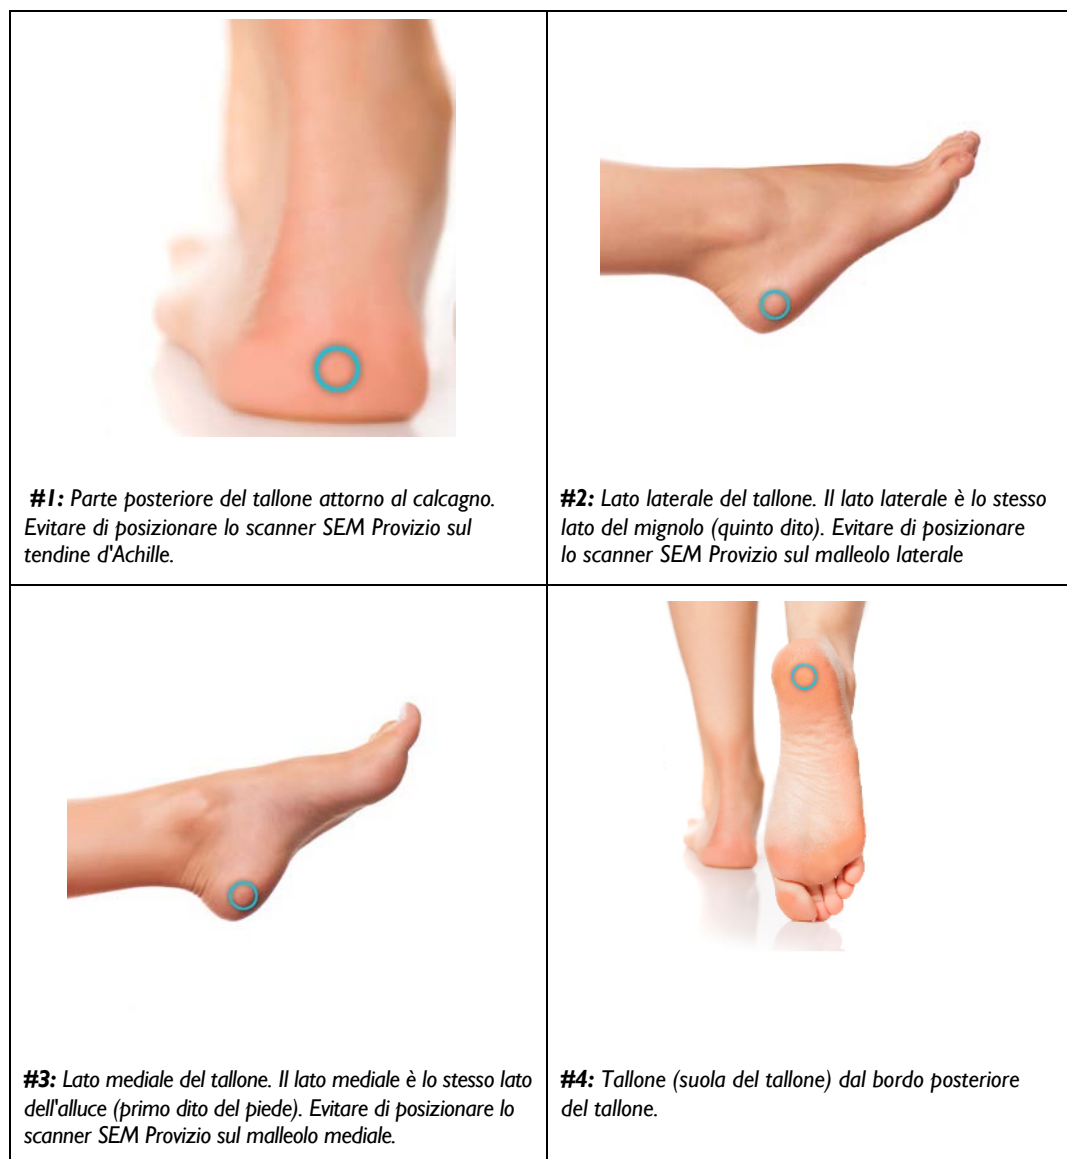 #1: Parte posteriore del tallone attorno al calcagno.
Evitare di posizionare lo scanner SEM Provizio sul
tendine d'Achille.
#2: Lato laterale del tallone. Il lato laterale è lo stesso
lato del mignolo (quinto dito). Evitare di posizionare
lo scanner SEM Provizio sul malleolo laterale
#3: Lato mediale del tallone. Il lato mediale è lo stesso lato
dell'alluce (primo dito del piede). Evitare di posizionare lo
scanner SEM Provizio sul malleolo mediale.
#4: Tallone (suola del tallone) dal bordo posteriore
del tallone.